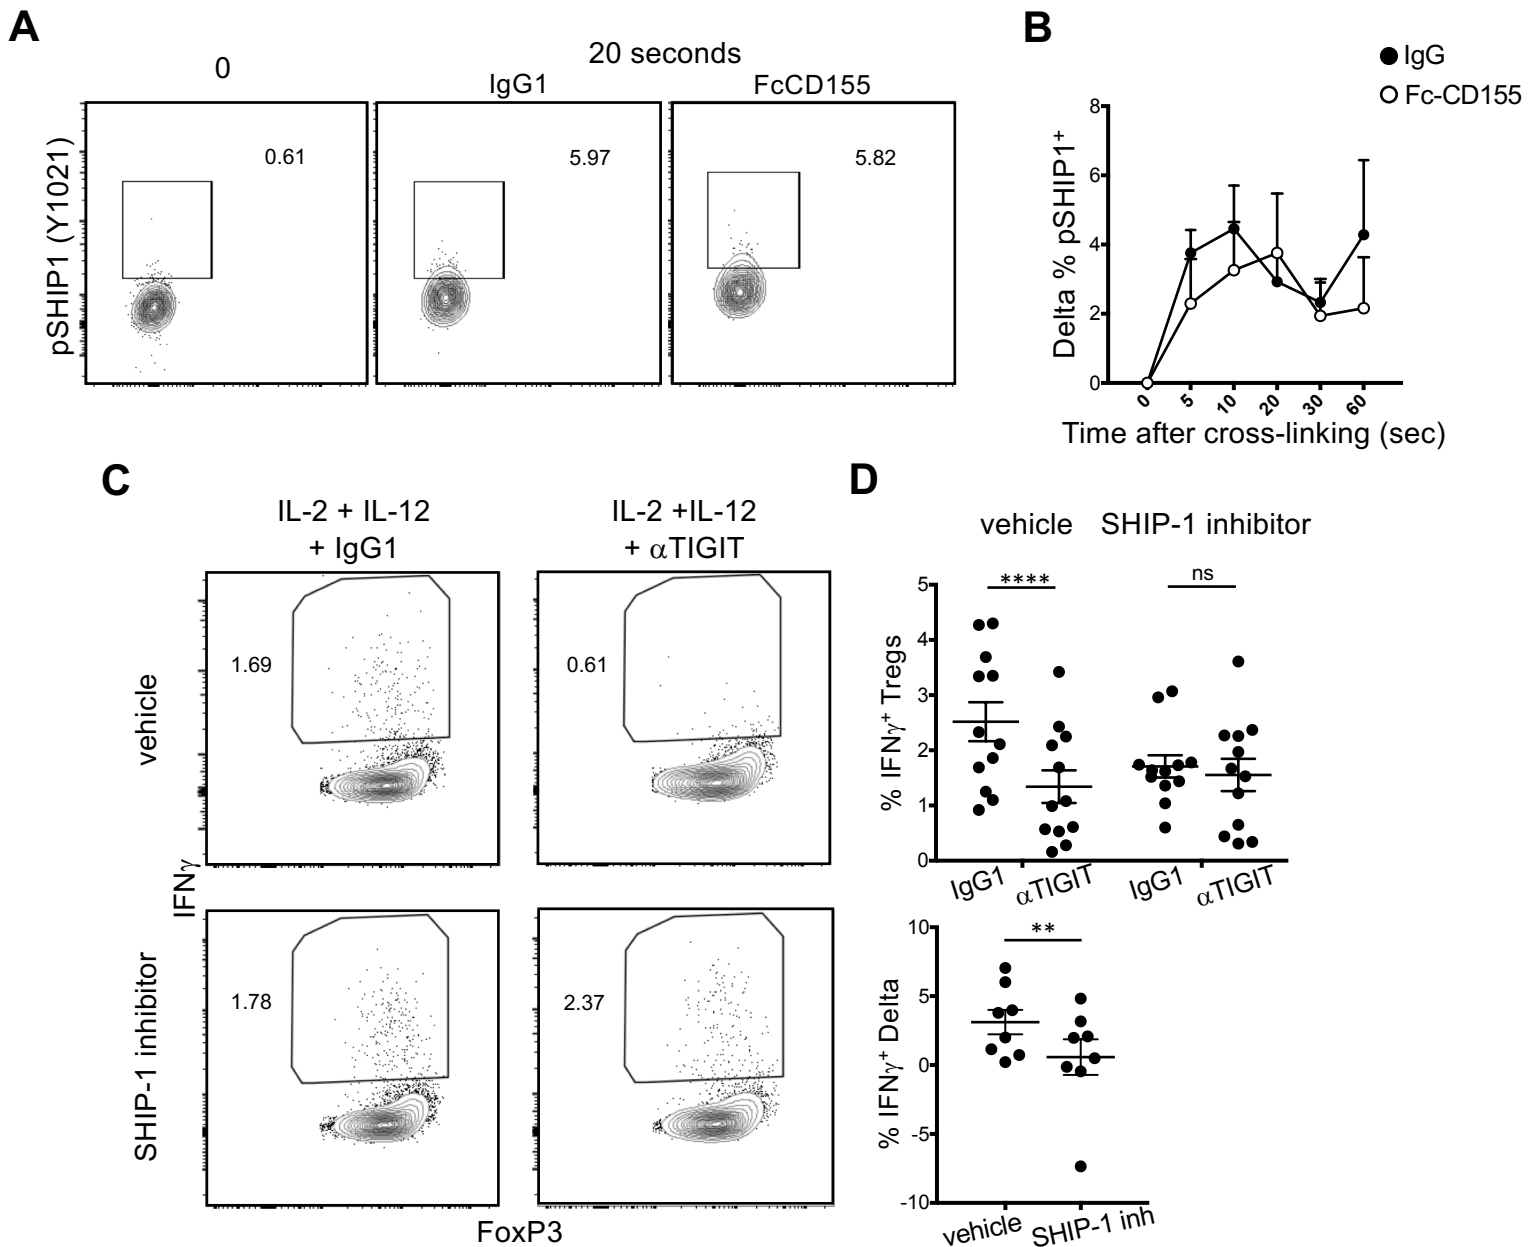 A
0
20 seconds
IgG1
FcCD155
pSHIP1 (Y1021)
0.61
5.97
5.82
B
IgG
Fc-CD155
Delta % pSHIP1+
8
6
4
2
0
0 5 10 20 30 60
Time after cross-linking (sec)
C
IL-2 + IL-12
+ IgG1
IL-2 +IL-12
+ αTIGIT
vehicle
1.69
0.61
IFNγ
SHIP-1 inhibitor
1.78
2.37
FoxP3
D
vehicle SHIP-1 inhibitor
**** ns
% IFNγ+ Tregs
5
4
3
2
1
0
IgG1 αTIGIT IgG1 αTIGIT
**
% IFNγ+ Delta
10
5
0
-5
-10
vehicle SHIP-1 inh